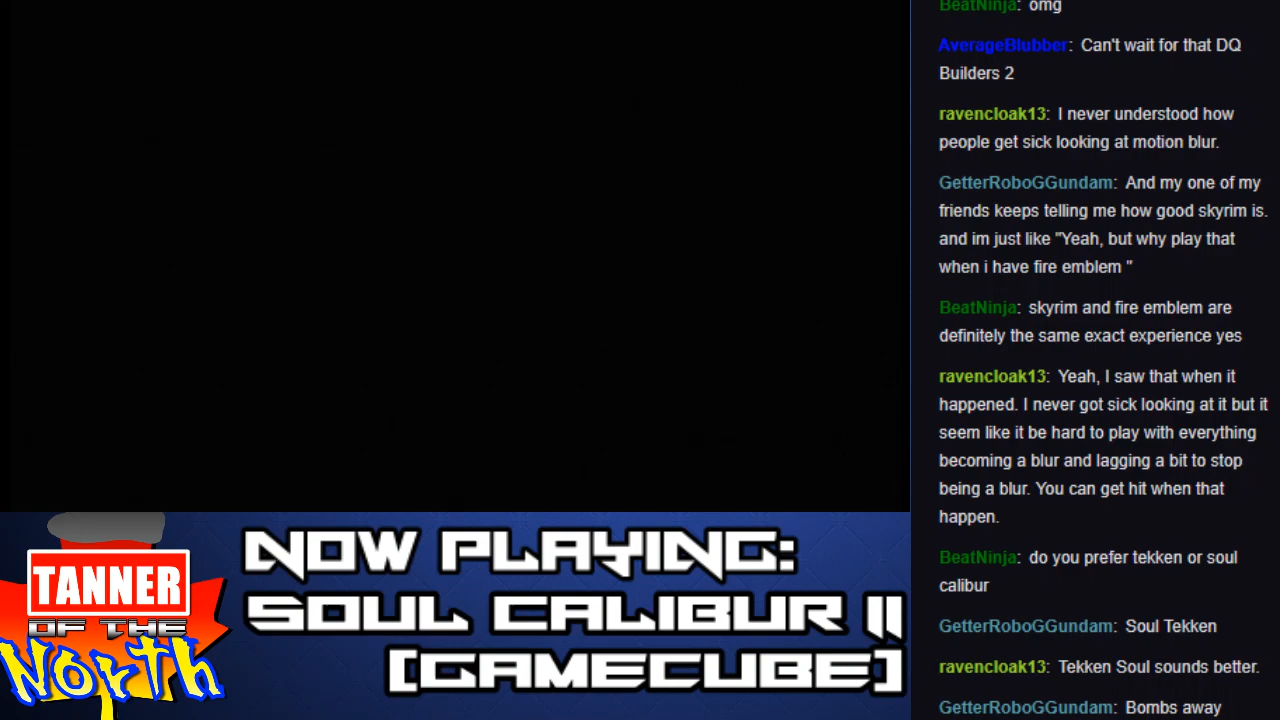 BeatNinja: omg
AverageBlubber: Can't wait for that DQ
Builders 2
ravencloak13: I never understood how
people get sick looking at motion blur.
GetterRoboGGundam: And my one of my
friends keeps telling me how good skyrim is.
and im just like "Yeah, but why play that
when i have fire emblem "
BeatNinja: skyrim and fire emblem are
definitely the same exact experience yes
ravencloak13: Yeah, I saw that when it
happened. I never got sick looking at it but it
seem like it be hard to play with everything
becoming a blur and lagging a bit to stop
being a blur. You can get hit when that
happen.
BeatNinja: do you prefer tekken or soul
calibur
GetterRoboGGundam: Soul Tekken
ravencloak13: Tekken Soul sounds better.
GetterRoboGGundam: Bombs away
TANNER
OF THE
North
NOW PLAYING:
SOUL CALIBUR II
[GAMECUBE]